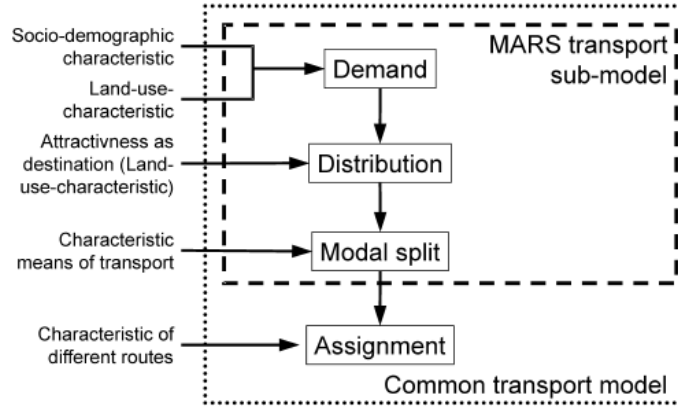 Socio-demographic
characteristic
Land-use-
characteristic
Attractivness as
destination (Land-
use-characteristic)
Characteristic
means of transport
Characteristic of
different routes
MARS transport
sub-model
Demand
Distribution
Modal split
Assignment
Common transport model